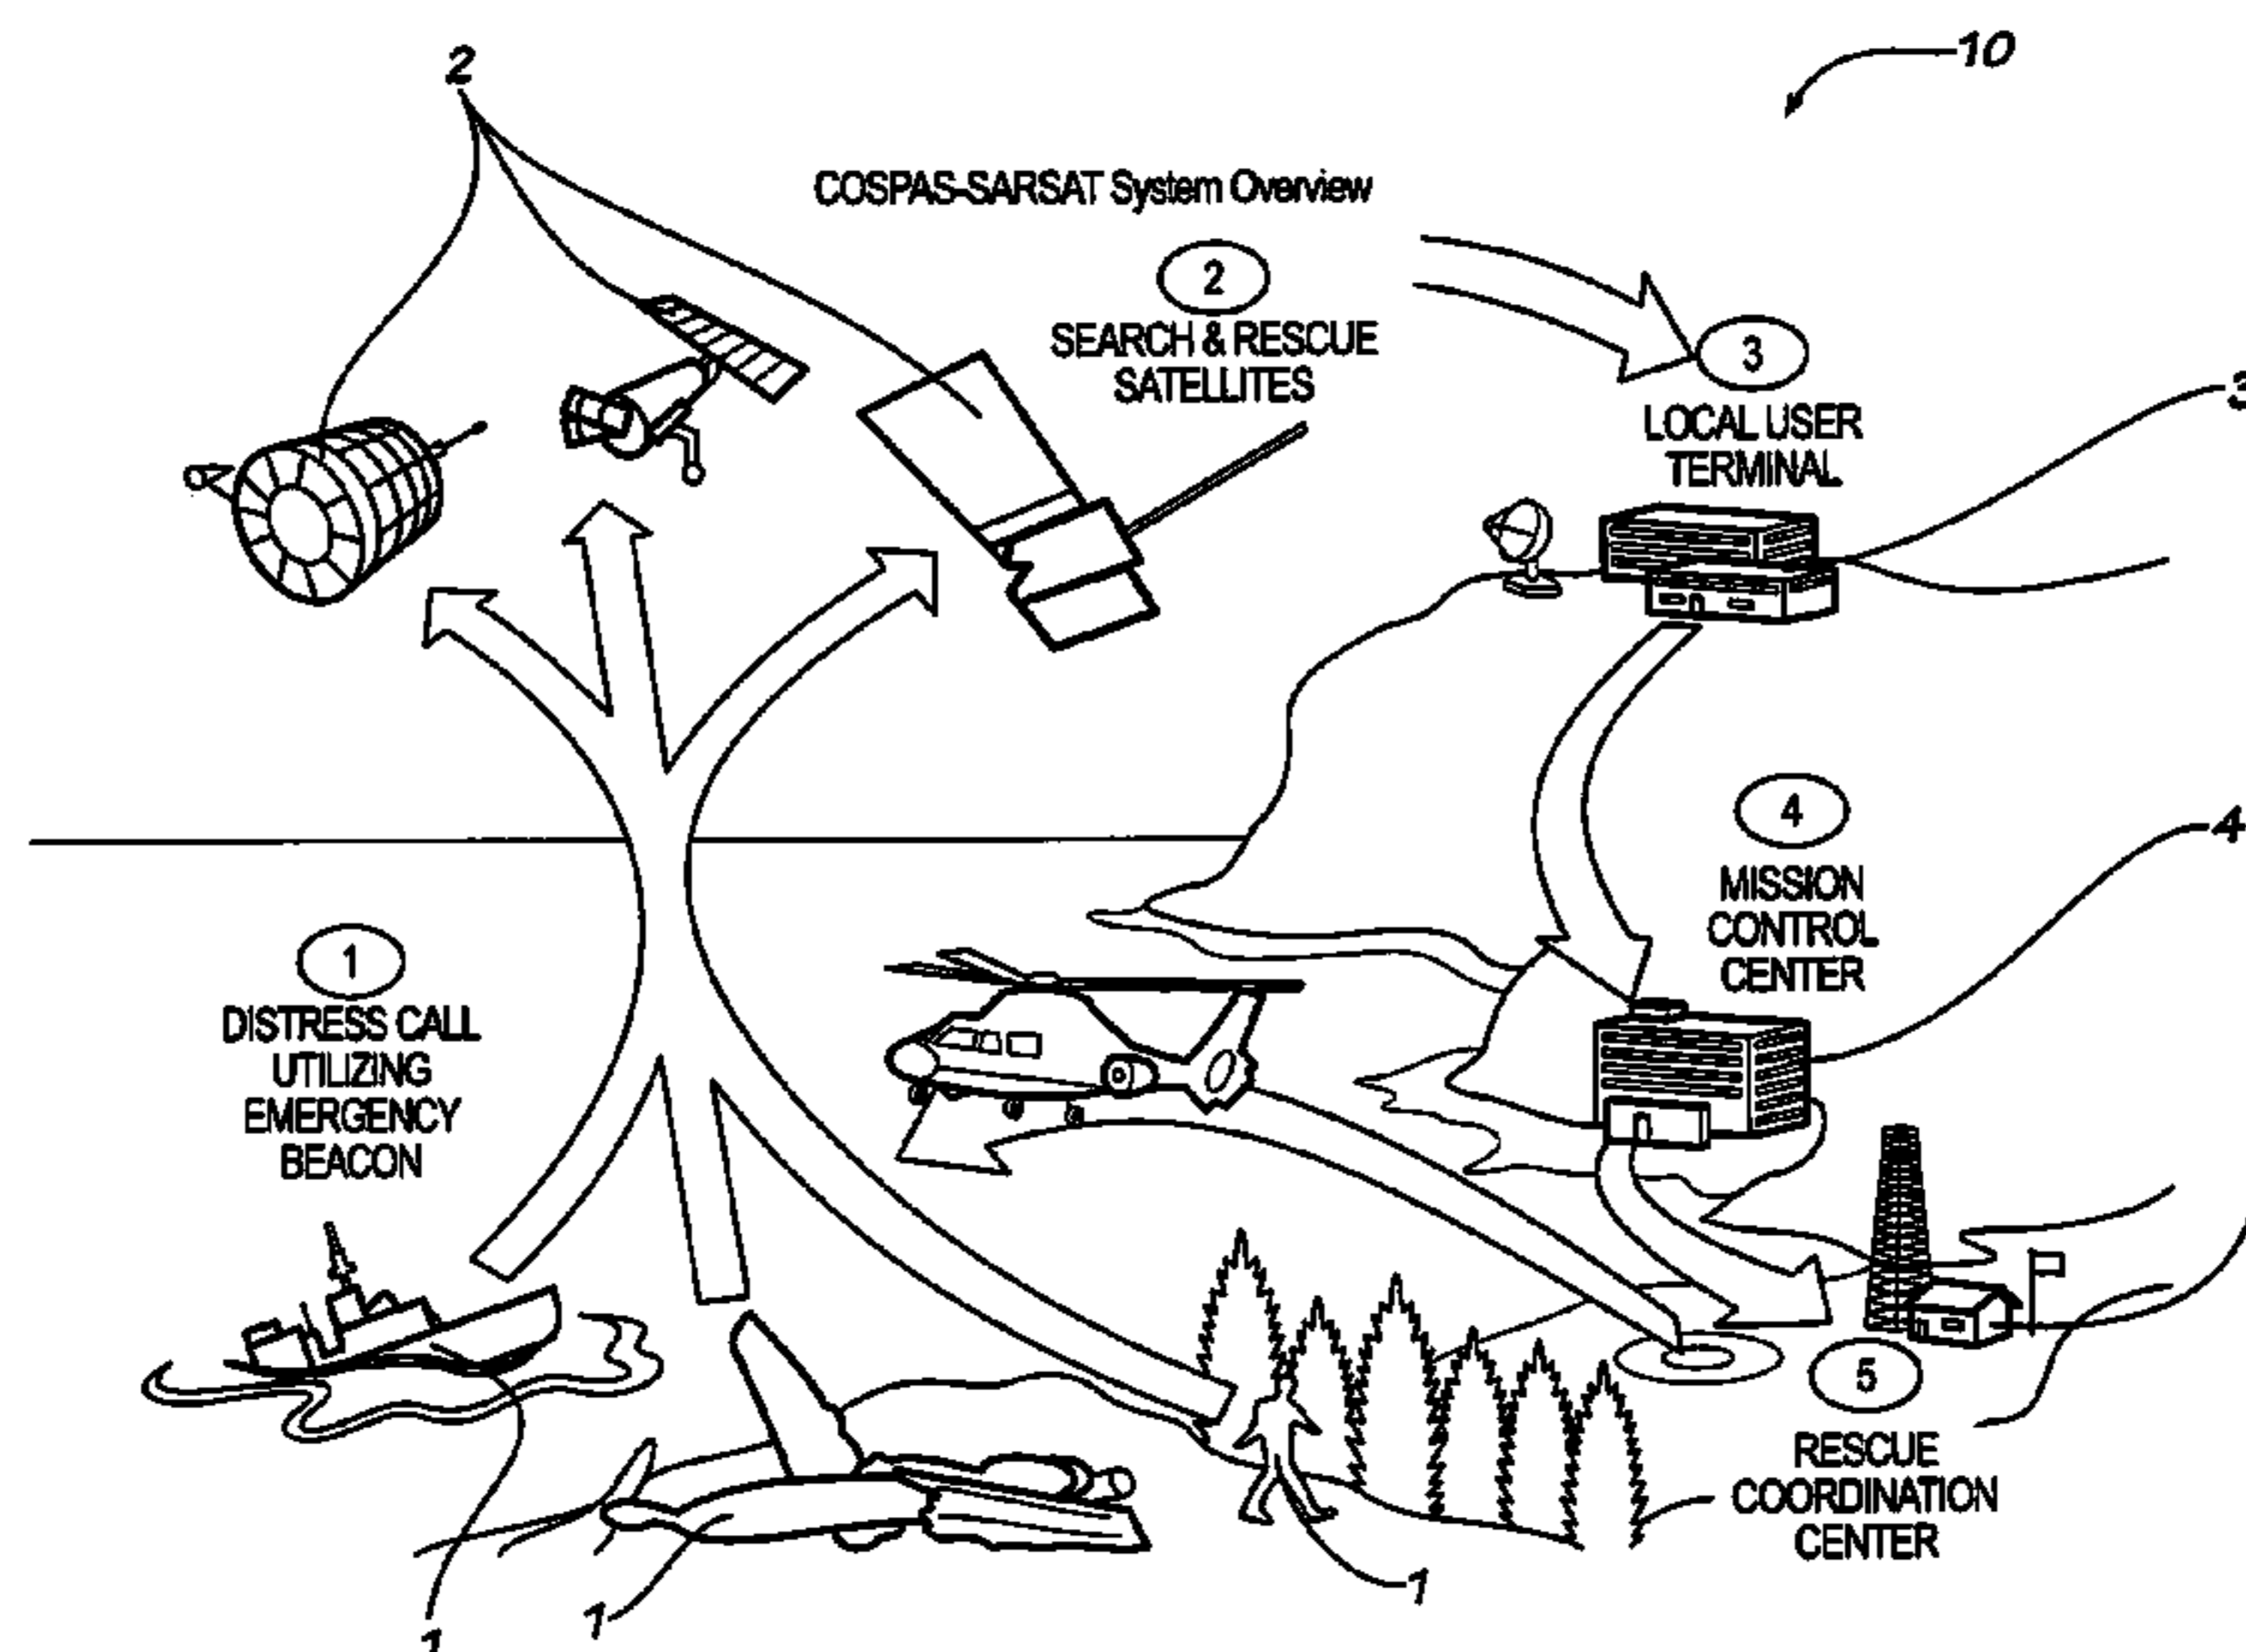 2
10
COSPAS-SARSAT System Overview
2
SEARCH & RESCUE
SATELLITES
3
LOCAL USER
TERMINAL
3
4
MISSION
CONTROL
CENTER
4
1
DISTRESS CALL
UTILIZING
EMERGENCY
BEACON
5
RESCUE
COORDINATION
CENTER
1
1
1